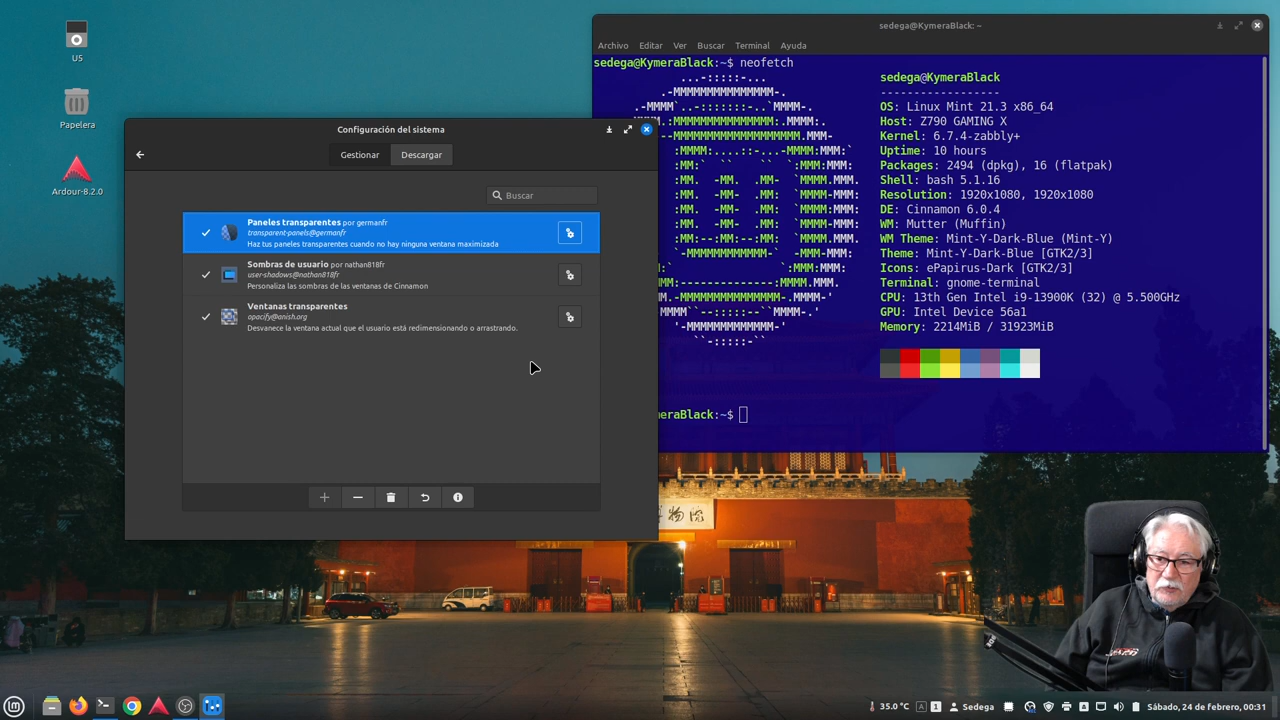 U5
Papelera
Ardour-8.2.0
Configuración del sistema
Gestionar
Descargar
Buscar
Paneles transparentes por germanfr
transparent-panels@germanfr
Haz tus paneles transparentes cuando no hay ninguna ventana maximizada
Sombras de usuario por nathan818fr
user-shadows@nathan818fr
Personaliza las sombras de las ventanas de Cinnamon
Ventanas transparentes
opacify@anish.org
Desvanece la ventana actual que el usuario está redimensionando o arrastrando.
sedega@KymeraBlack: ~
Archivo Editar Ver Buscar Terminal Ayuda
sedega@KymeraBlack:~$ neofetch
sedega@KymeraBlack
------------------
OS: Linux Mint 21.3 x86_64
Host: Z790 GAMING X
Kernel: 6.7.4-zabbly+
Uptime: 10 hours
Packages: 2494 (dpkg), 16 (flatpak)
Shell: bash 5.1.16
Resolution: 1920x1080, 1920x1080
DE: Cinnamon 6.0.4
WM: Mutter (Muffin)
WM Theme: Mint-Y-Dark-Blue (Mint-Y)
Theme: Mint-Y-Dark-Blue [GTK2/3]
Icons: ePapirus-Dark [GTK2/3]
Terminal: gnome-terminal
CPU: 13th Gen Intel i9-13900K (32) @ 5.500GHz
GPU: Intel Device 56a1
Memory: 2214MiB / 31923MiB
eraBlack:~$
博物院
35.0 °C
A
1
Sedega
Sábado, 24 de febrero, 00:31